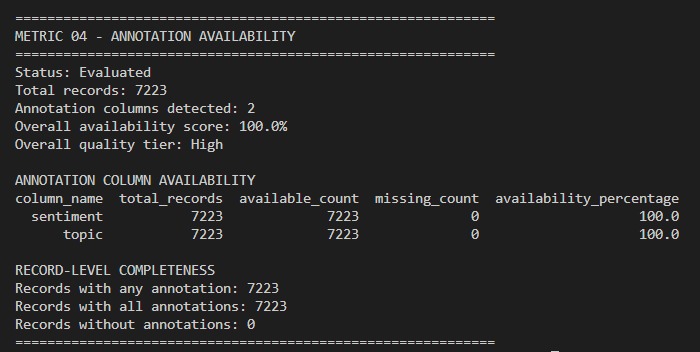 ============================================================
METRIC 04 - ANNOTATION AVAILABILITY
============================================================
Status: Evaluated
Total records: 7223
Annotation columns detected: 2
Overall availability score: 100.0%
Overall quality tier: High

ANNOTATION COLUMN AVAILABILITY
column_name  total_records  available_count  missing_count  availability_percentage
  sentiment           7223             7223              0                    100.0
      topic           7223             7223              0                    100.0

RECORD-LEVEL COMPLETENESS
Records with any annotation: 7223
Records with all annotations: 7223
Records without annotations: 0
============================================================